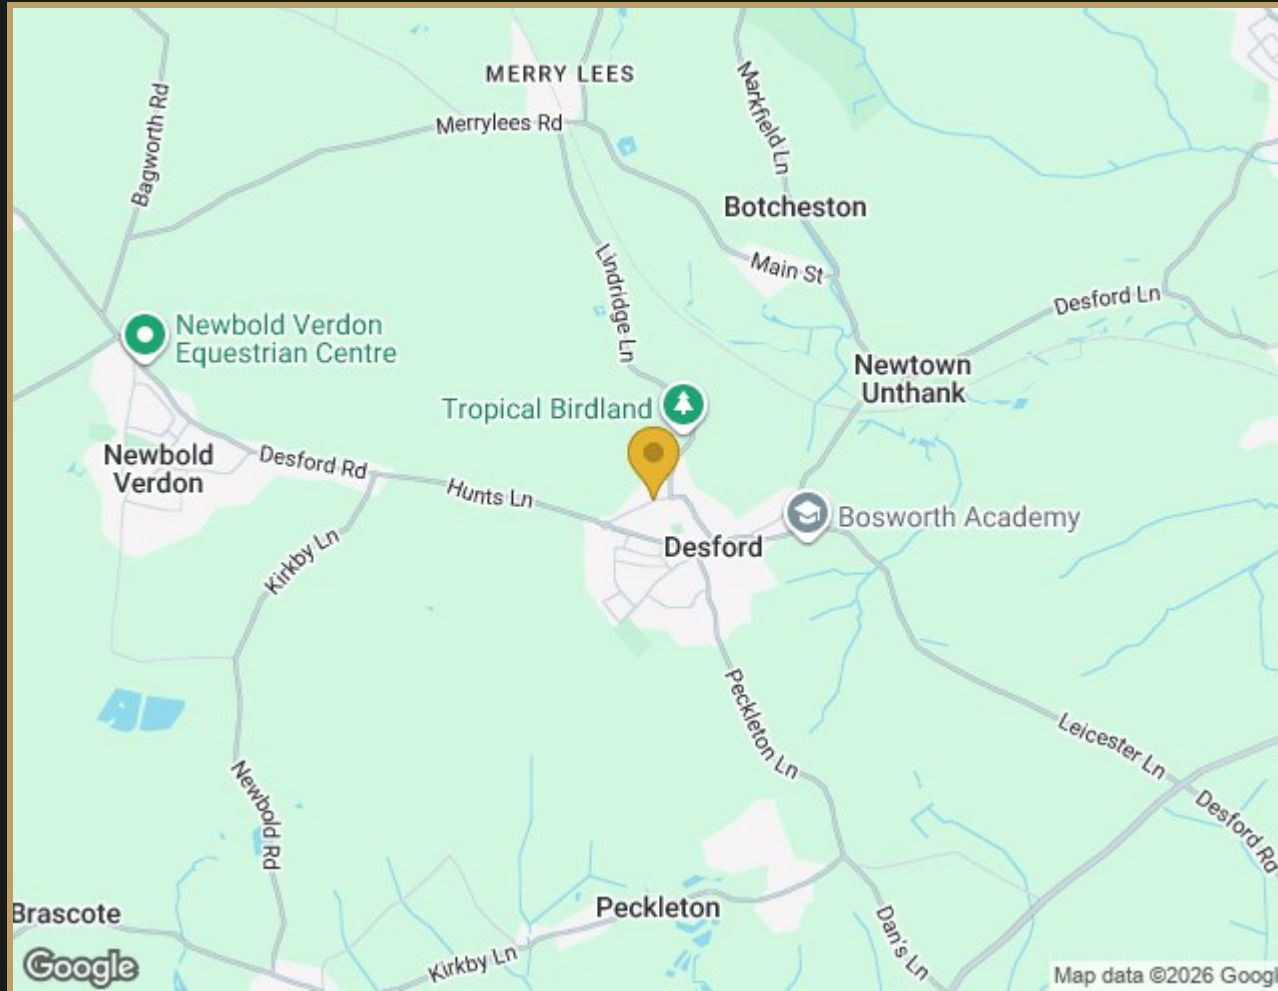 MERRY LEES
Bagworth Rd
Merrylees Rd
Markfield Ln
Botcheston
Lindridge Ln
Main St
Desford Ln
Newbold Verdon
Equestrian Centre
Newtown
Unthank
Tropical Birdland
Newbold
Verdon
Desford Rd
Hunts Ln
Bosworth Academy
Desford
Kirkby Ln
Peckleton Ln
Leicester Ln
Newbold Rd
Desford Rd
Brascote
Peckleton
Dan's Ln
Kirkby Ln
Google
Map data ©2026 Googl